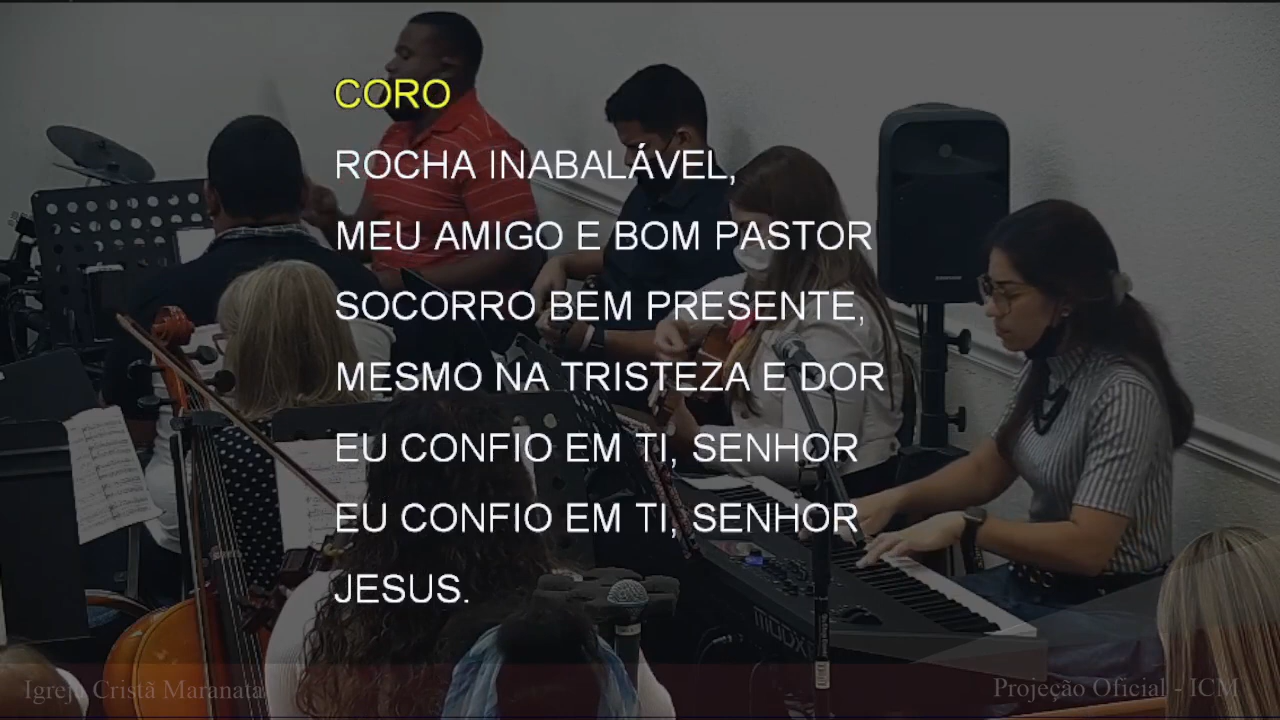 CORO
ROCHA INABALÁVEL,
MEU AMIGO E BOM PASTOR
SOCORRO BEM PRESENTE,
MESMO NA TRISTEZA E DOR
EU CONFIO EM TI, SENHOR
EU CONFIO EM TI, SENHOR
JESUS.
MODX
Igreja Cristã Maranata
Projeção Oficial - ICM